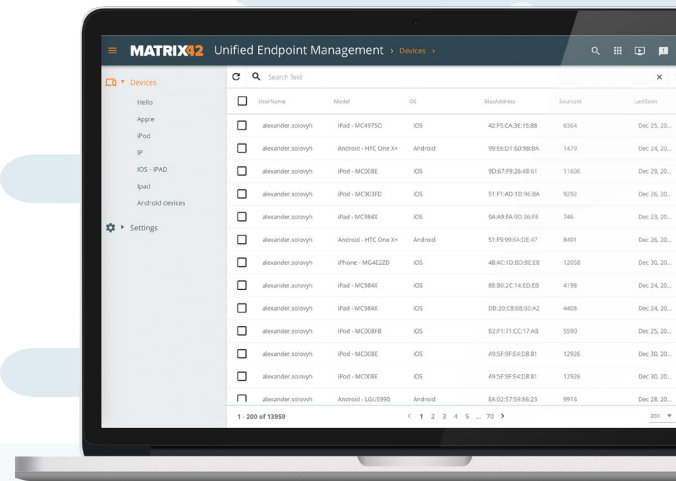 MATRIX42 Unified Endpoint Management › Devices ›
Devices
Search Text
Hello
Apple
iPod
IP
IOS - IPAD
Ipad
Android devices
Settings
UserName Model OS MacAddress SourceId LastSeen
alexander.solovyh iPad - MC4975O iOS 42:F5:CA:3E:15:B8 6364 Dec 25, 20...
alexander.solovyh Android - HTC One X+ Android 99:E6:D1:60:9B:BA 1479 Dec 24, 20...
alexander.solovyh iPod - MC008E iOS 9D:67:F9:26:48:61 11606 Dec 29, 20...
alexander.solovyh iPod - MC903FD iOS 51:F1:AD:1D:96:BA 9292 Dec 26, 20...
alexander.solovyh iPad - MC984X iOS 9A:A9:FA:9D:36:F8 746 Dec 23, 20...
alexander.solovyh Android - HTC One X+ Android 51:F9:99:FA:DE:47 8401 Dec 26, 20...
alexander.solovyh iPhone - MG4E2ZD iOS 4B:4C:1D:BD:8E:EB 12058 Dec 30, 20...
alexander.solovyh iPad - MC984X iOS 88:B0:2C:14:ED:EB 4198 Dec 24, 20...
alexander.solovyh iPad - MC984X iOS DB:20:C8:6B:50:A2 4408 Dec 24, 20...
alexander.solovyh iPod - MC008FB iOS B2:F1:71:CC:17:A8 5590 Dec 25, 20...
alexander.solovyh iPod - MC008E iOS A9:5F:9F:E4:D8:81 12926 Dec 30, 20...
alexander.solovyh iPod - MC008E iOS A9:5F:9F:E4:D8:81 12926 Dec 30, 20...
alexander.solovyh Android - LGUS990 Android EA:02:57:59:86:23 9916 Dec 28, 20...
1 - 200 of 13959 1 2 3 4 5 ... 70 200